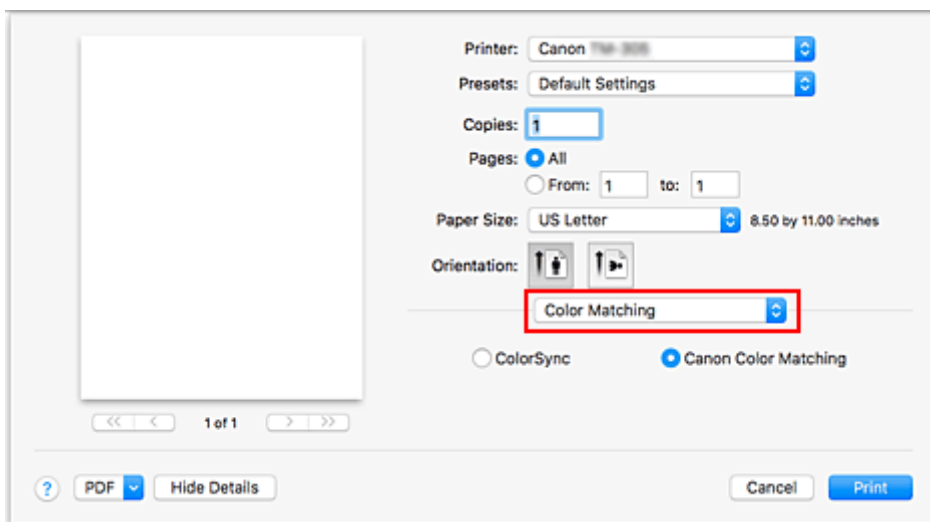 Printer: Canon
Presets: Default Settings
Copies: 1
Pages: All
From: 1 to: 1
Paper Size: US Letter 8.50 by 11.00 inches
Orientation:
Color Matching
ColorSync Canon Color Matching
1 of 1
? PDF Hide Details Cancel Print